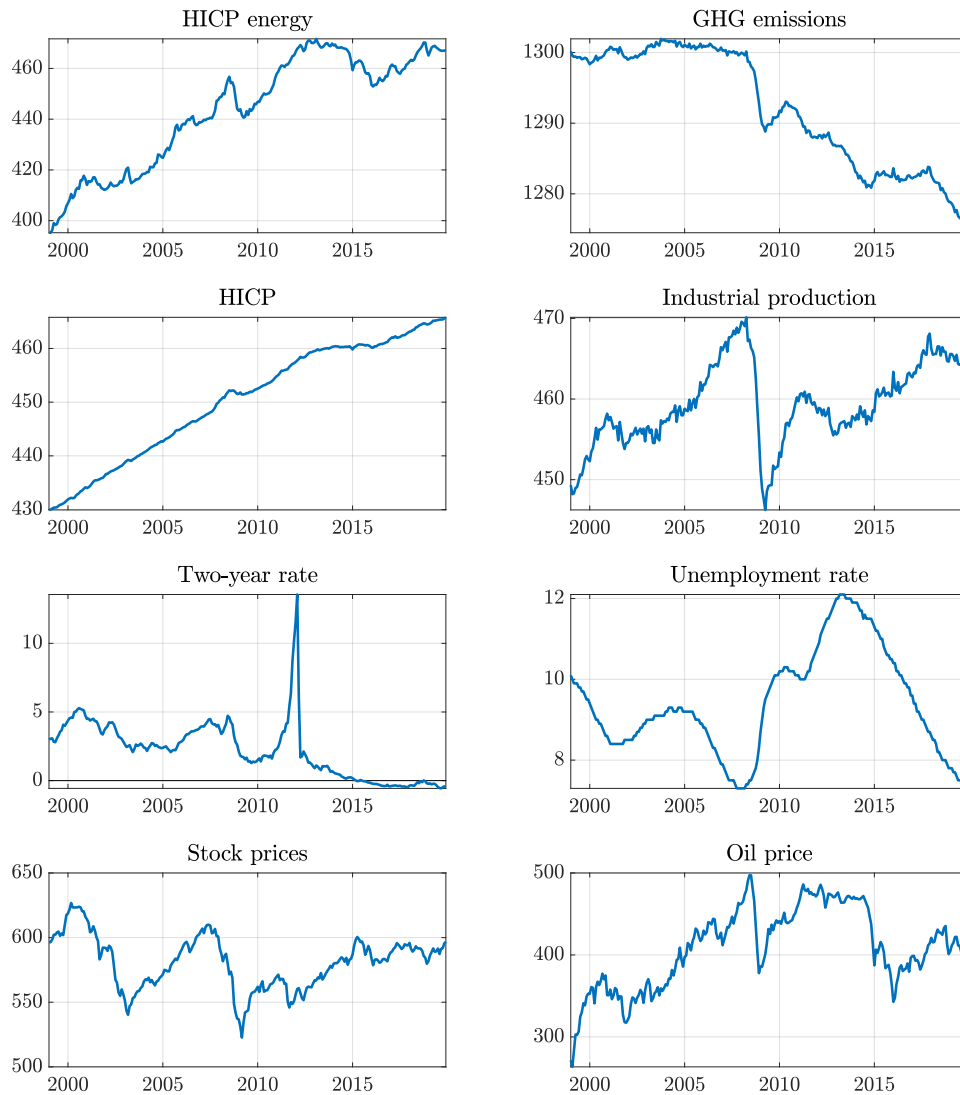 HICP energy
460
440
420
400
2000 2005 2010 2015
GHG emissions
1300
1290
1280
2000 2005 2010 2015
HICP
460
450
440
430
2000 2005 2010 2015
Industrial production
470
460
450
2000 2005 2010 2015
Two-year rate
10
5
0
2000 2005 2010 2015
Unemployment rate
12
10
8
2000 2005 2010 2015
Stock prices
650
600
550
500
2000 2005 2010 2015
Oil price
500
400
300
2000 2005 2010 2015